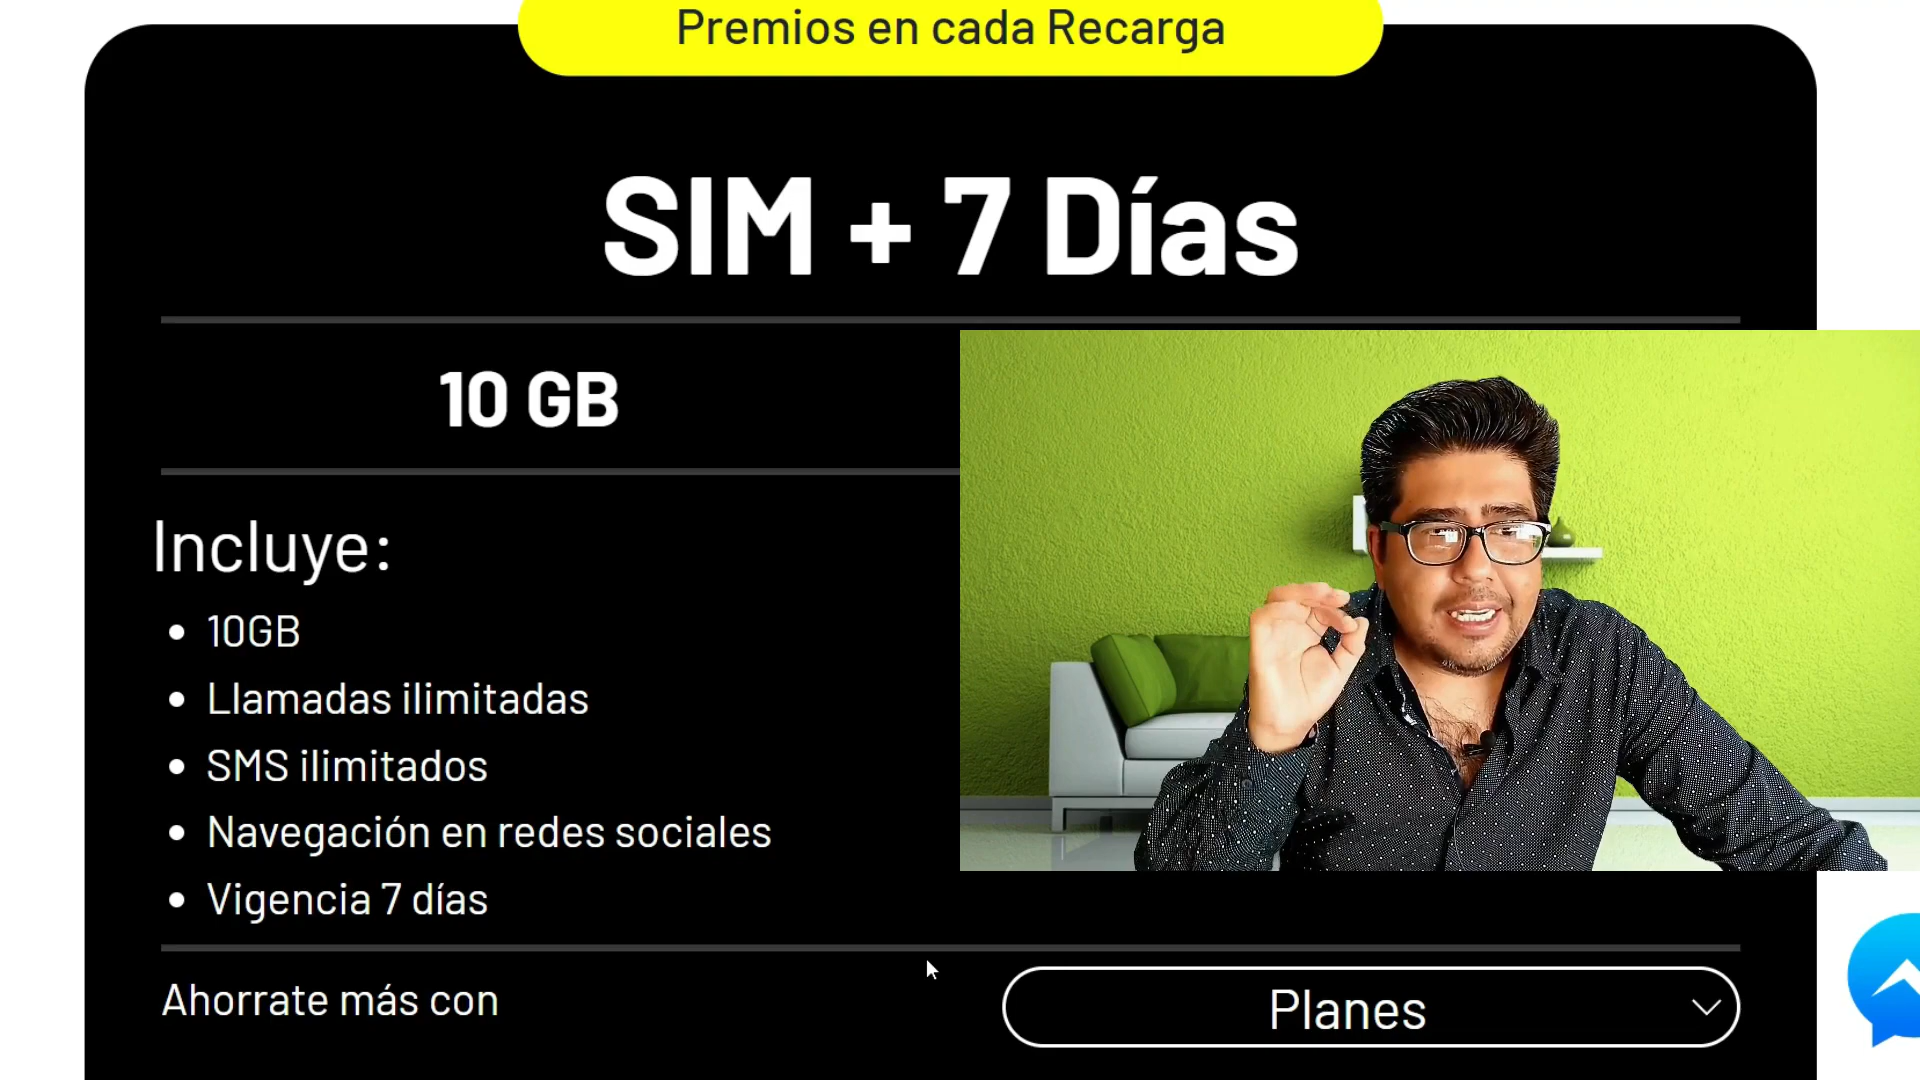 Premios en cada Recarga
SIM + 7 Días
10 GB
Incluye:
10GB
Llamadas ilimitadas
SMS ilimitados
Navegación en redes sociales
Vigencia 7 días
Ahorrate más con
Planes